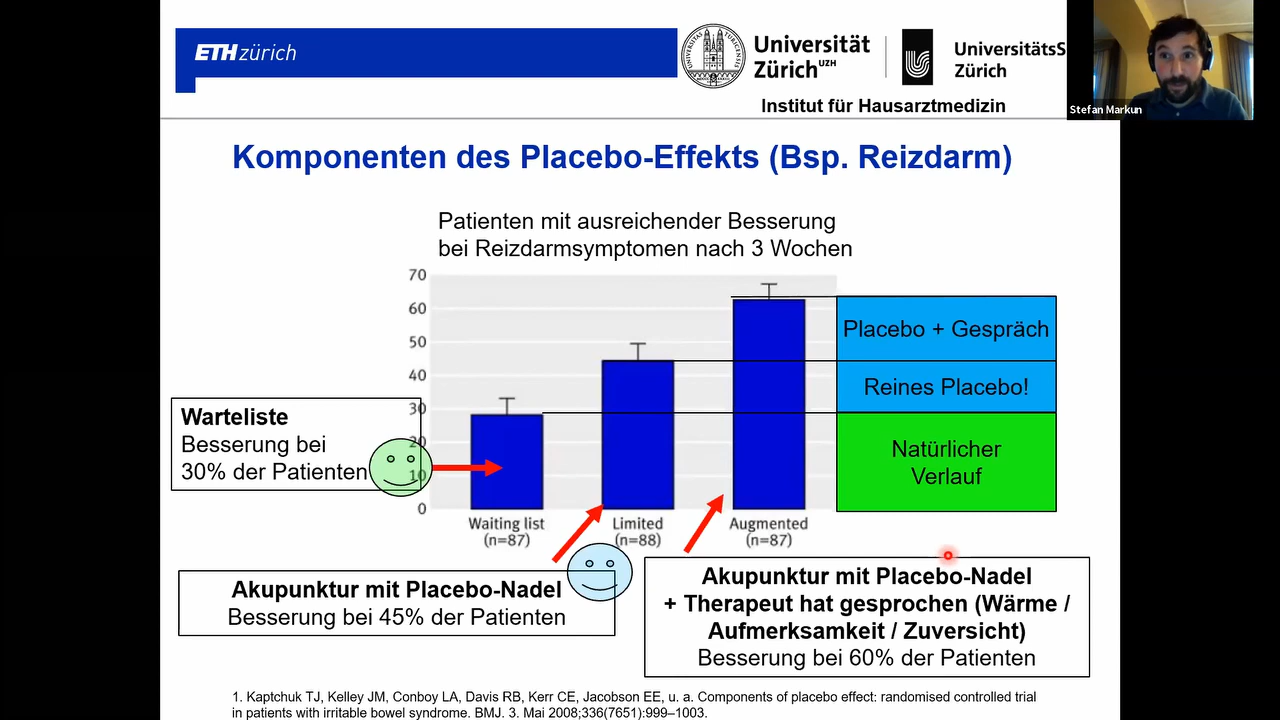 ETH zürich
Universität
Zürich UZH
UniversitätsS
Zürich
Institut für Hausarztmedizin
Stefan Markun
Komponenten des Placebo-Effekts (Bsp. Reizdarm)
Patienten mit ausreichender Besserung
bei Reizdarmsymptomen nach 3 Wochen
70
60
50
40
30
20
10
0
Placebo + Gespräch
Reines Placebo!
Natürlicher
Verlauf
Warteliste
Besserung bei
30% der Patienten
Waiting list
(n=87)
Limited
(n=88)
Augmented
(n=87)
Akupunktur mit Placebo-Nadel
Besserung bei 45% der Patienten
Akupunktur mit Placebo-Nadel
+ Therapeut hat gesprochen (Wärme /
Aufmerksamkeit / Zuversicht)
Besserung bei 60% der Patienten
1. Kaptchuk TJ, Kelley JM, Conboy LA, Davis RB, Kerr CE, Jacobson EE, u. a. Components of placebo effect: randomised controlled trial
in patients with irritable bowel syndrome. BMJ. 3. Mai 2008;336(7651):999–1003.